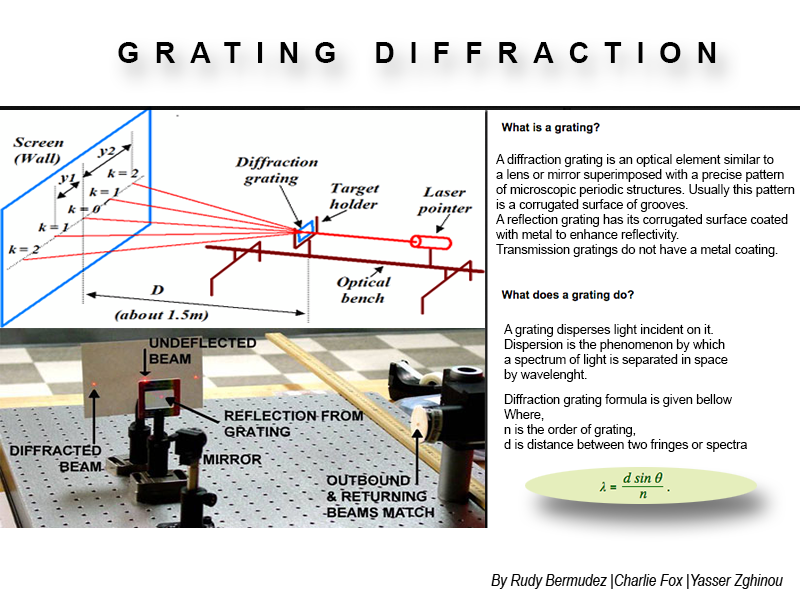 GRATING DIFFRACTION
Screen
(Wall)
y2
y1
k = 2
k = 1
k = 0
k = 1
k = 2
Diffraction
grating
Target
holder
Laser
pointer
Optical
bench
D
(about 1.5m)
UNDEFLECTED
BEAM
REFLECTION FROM
GRATING
DIFFRACTED
BEAM
MIRROR
OUTBOUND
& RETURNING
BEAMS MATCH
What is a grating?
A diffraction grating is an optical element similar to
a lens or mirror superimposed with a precise pattern
of microscopic periodic structures. Usually this pattern
is a corrugated surface of grooves.
A reflection grating has its corrugated surface coated
with metal to enhance reflectivity.
Transmission gratings do not have a metal coating.
What does a grating do?
A grating disperses light incident on it.
Dispersion is the phenomenon by which
a spectrum of light is separated in space
by wavelenght.
Diffraction grating formula is given bellow
Where,
n is the order of grating,
d is distance between two fringes or spectra
λ = d sin θ / n .
By Rudy Bermudez |Charlie Fox |Yasser Zghinou